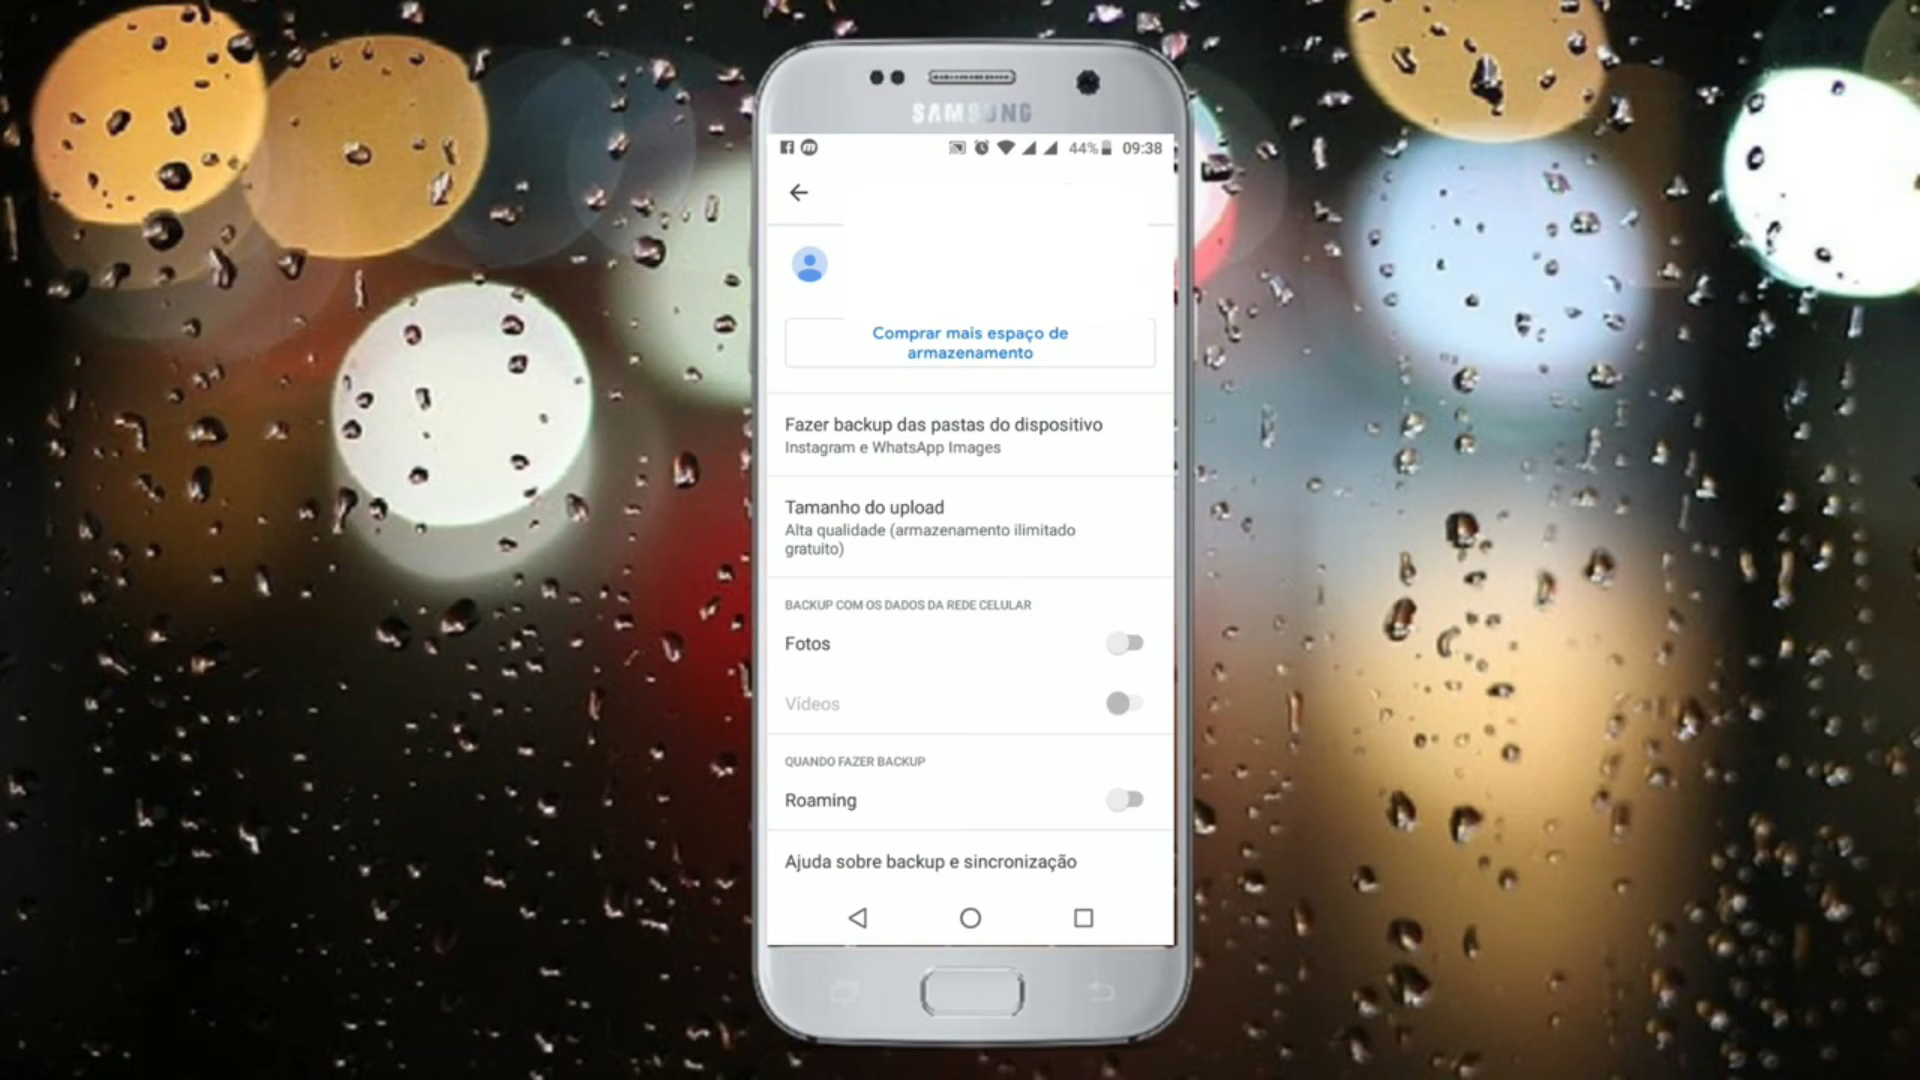 SAMSUNG
44% 09:38
Comprar mais espaço de
armazenamento
Fazer backup das pastas do dispositivo
Instagram e WhatsApp Images
Tamanho do upload
Alta qualidade (armazenamento ilimitado
gratuito)
BACKUP COM OS DADOS DA REDE CELULAR
Fotos
Vídeos
QUANDO FAZER BACKUP
Roaming
Ajuda sobre backup e sincronização